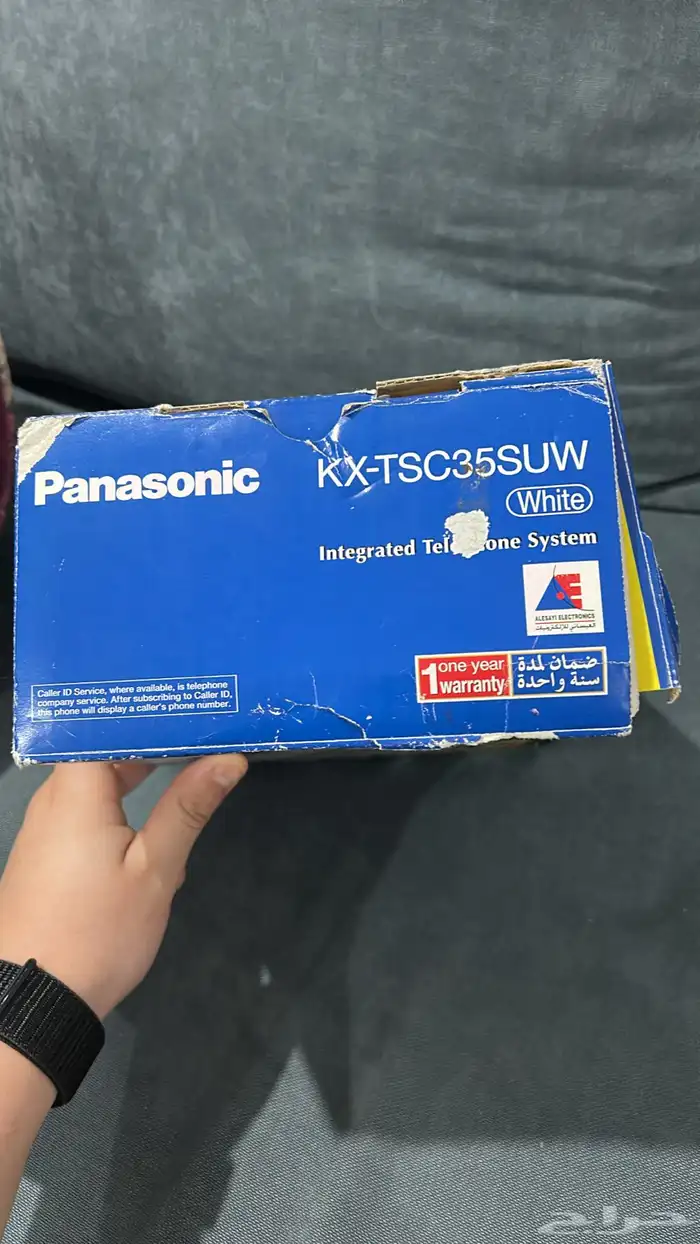 Panasonic
KX-TSC35SUW
White
Integrated Tel one System
ALESAYI ELECTRONICS
العيسائي للإلكترونيات
Caller ID Service, where available, is telephone
company service. After subscribing to Caller ID,
this phone will display a caller's phone number.
1 one year
warranty
ضمان لمدة
سنة واحدة
حراج